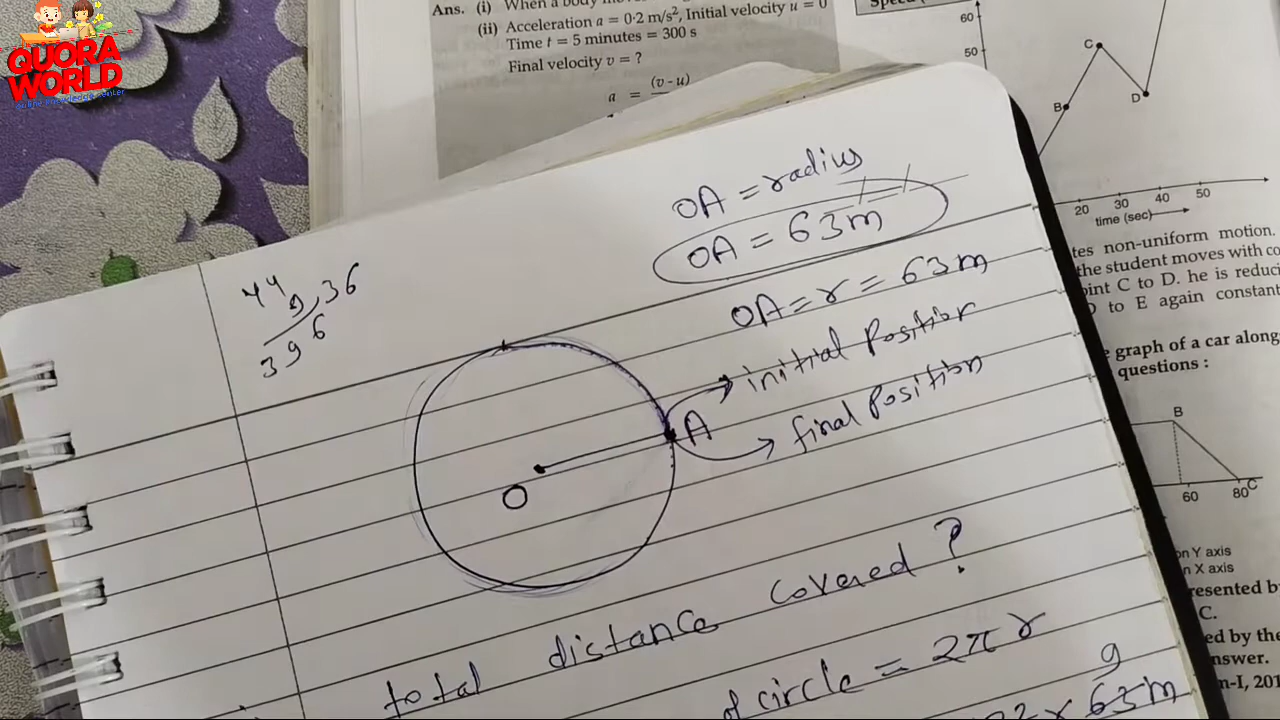 QUORA
WORLD
Ans. (i) When a body
(ii) Acceleration a = 0·2 m/s², Initial velocity u = 0
Time t = 5 minutes = 300 s
Final velocity v = ?
a = (v - u)
60
50
C
B
D
20 30 40 50
time (sec)
tes non-uniform motion.
the student moves with co
oint C to D. he is reduci
to E again constant
graph of a car along
questions :
B
60 80 C
on Y axis
n X axis
resented b
C.
ed by the
nswer.
n-I, 201
OA = radius
OA = 63m
OA = r = 63m
44
9,36
396
initial Position
A
final Position
O
total distance covered ?
of circle = 2πr
9
63m